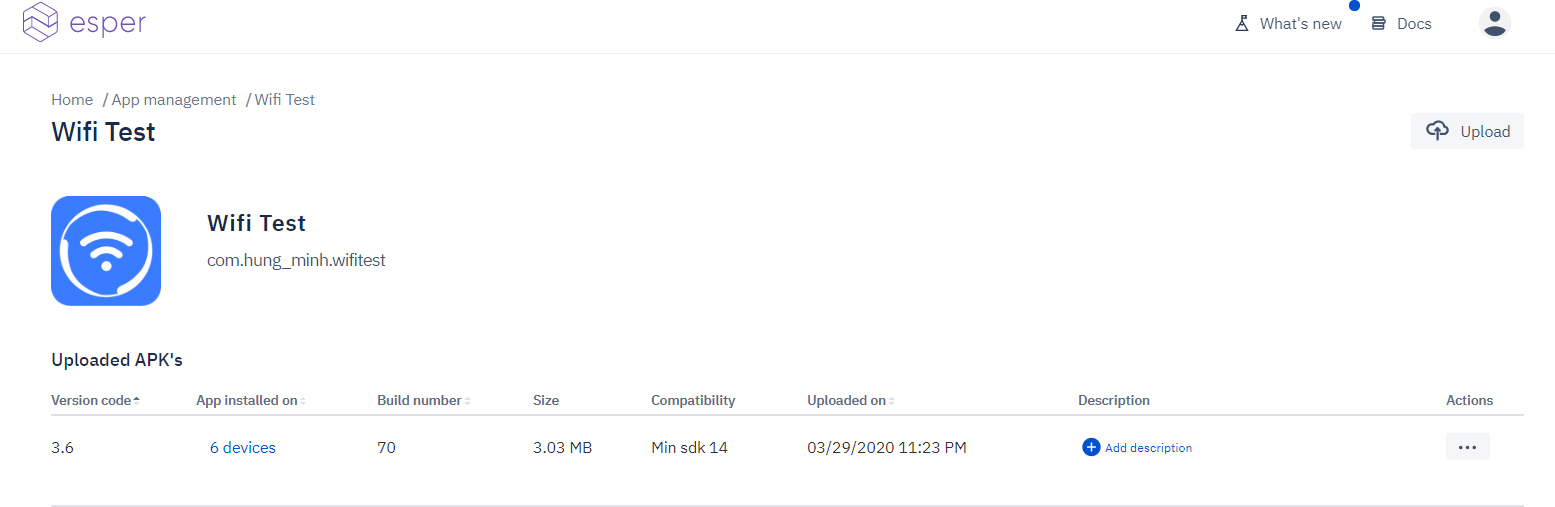 esper
What's new Docs
Home / App management / Wifi Test
Wifi Test
Upload
Wifi Test
com.hung_minh.wifitest
Uploaded APK's
Version code App installed on Build number Size Compatibility Uploaded on Description Actions
3.6 6 devices 70 3.03 MB Min sdk 14 03/29/2020 11:23 PM Add description